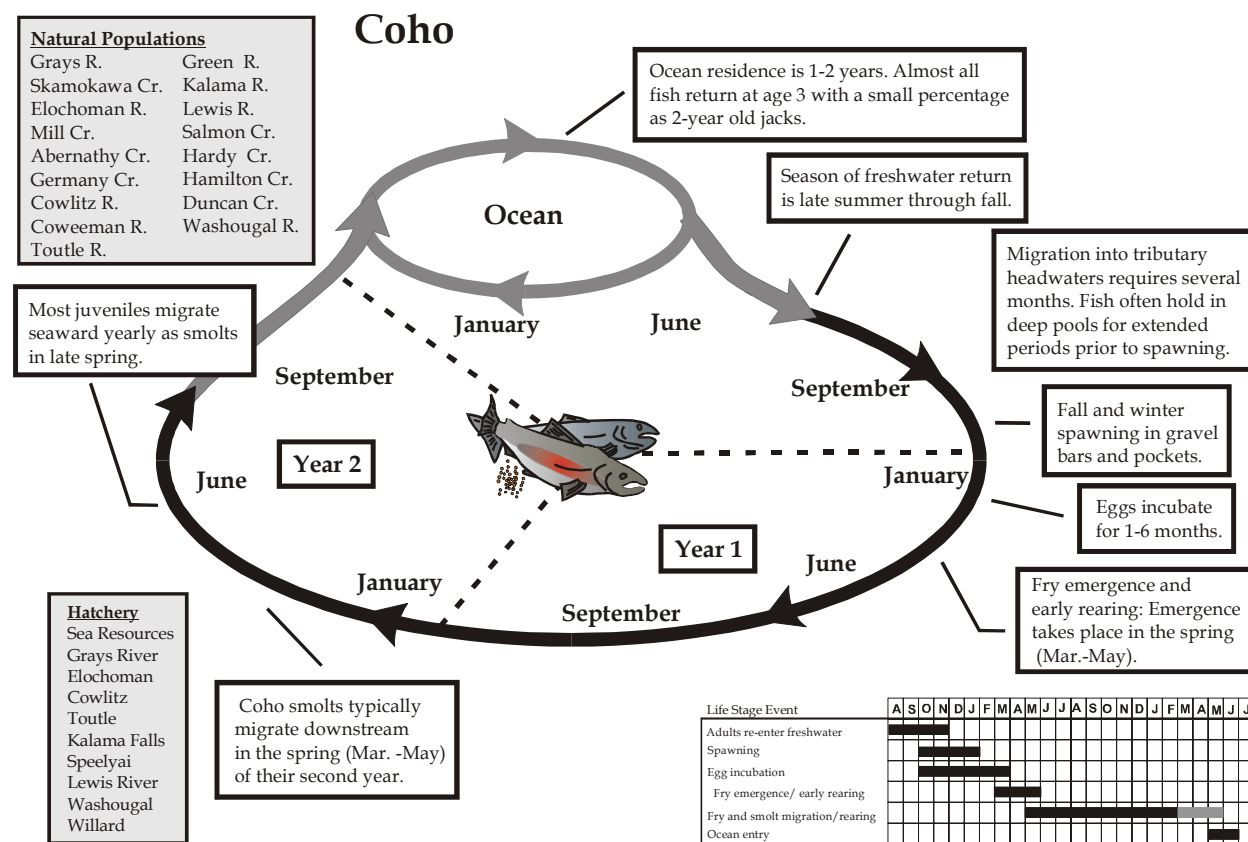 Coho
Natural Populations
Grays R.
Skamokawa Cr.
Elochoman R.
Mill Cr.
Abernathy Cr.
Germany Cr.
Cowlitz R.
Coweeman R.
Toutle R.
Green R.
Kalama R.
Lewis R.
Salmon Cr.
Hardy Cr.
Hamilton Cr.
Duncan Cr.
Washougal R.
Ocean residence is 1-2 years. Almost all
fish return at age 3 with a small percentage
as 2-year old jacks.
Season of freshwater return
is late summer through fall.
Migration into tributary
headwaters requires several
months. Fish often hold in
deep pools for extended
periods prior to spawning.
Most juveniles migrate
seaward yearly as smolts
in late spring.
Ocean
January
June
September
September
Fall and winter
spawning in gravel
bars and pockets.
Year 2
June
January
Eggs incubate
for 1-6 months.
Year 1
January
June
September
Fry emergence and
early rearing: Emergence
takes place in the spring
(Mar.-May).
Hatchery
Sea Resources
Grays River
Elochoman
Cowlitz
Toutle
Kalama Falls
Speelyai
Lewis River
Washougal
Willard
Coho smolts typically
migrate downstream
in the spring (Mar. -May)
of their second year.
Life Stage Event A S O N D J F M A M J J A S O N D J F M A M J J
Adults re-enter freshwater
Spawning
Egg incubation
Fry emergence/ early rearing
Fry and smolt migration/rearing
Ocean entry